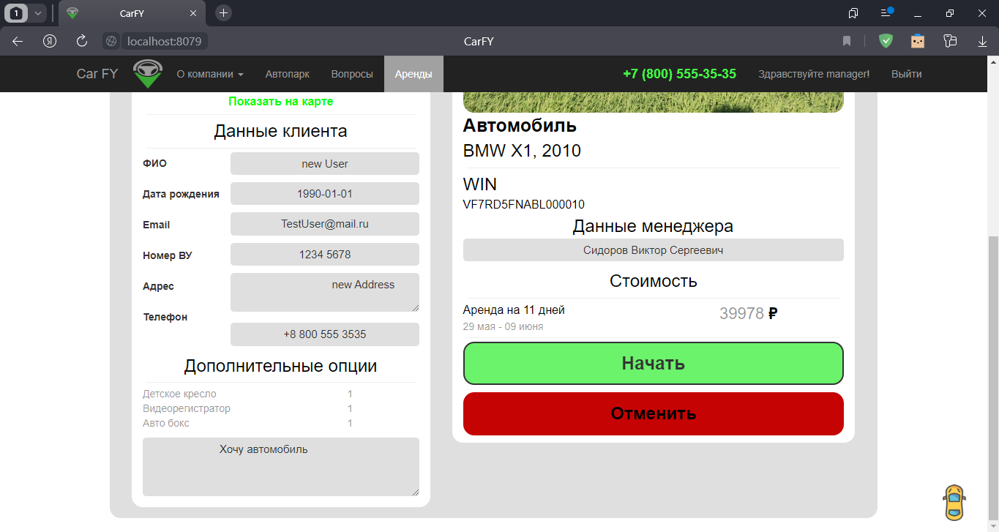 1
CarFY
Я
localhost:8079
CarFY
Car FY
О компании
Автопарк
Вопросы
Аренды
+7 (800) 555-35-35
Здравствуйте manager!
Выйти
Показать на карте
Данные клиента
ФИО
new User
Дата рождения
1990-01-01
Email
TestUser@mail.ru
Номер ВУ
1234 5678
Адрес
new Address
Телефон
+8 800 555 3535
Дополнительные опции
Детское кресло 1
Видеорегистратор 1
Авто бокс 1
Хочу автомобиль
Автомобиль
BMW X1, 2010
WIN
VF7RD5FNABL000010
Данные менеджера
Сидоров Виктор Сергеевич
Стоимость
Аренда на 11 дней
39978 ₽
29 мая - 09 июня
Начать
Отменить